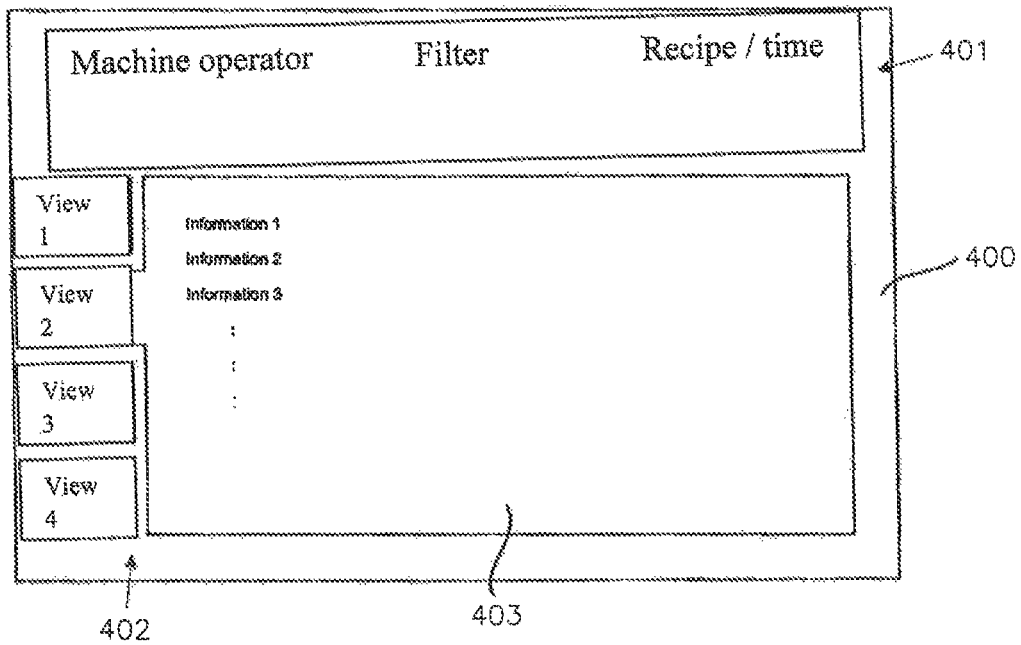 Machine operator Filter Recipe / time
401
View
1
Information 1
Information 2
400
View
2
Information 3
:
:
:
View
3
View
4
403
402